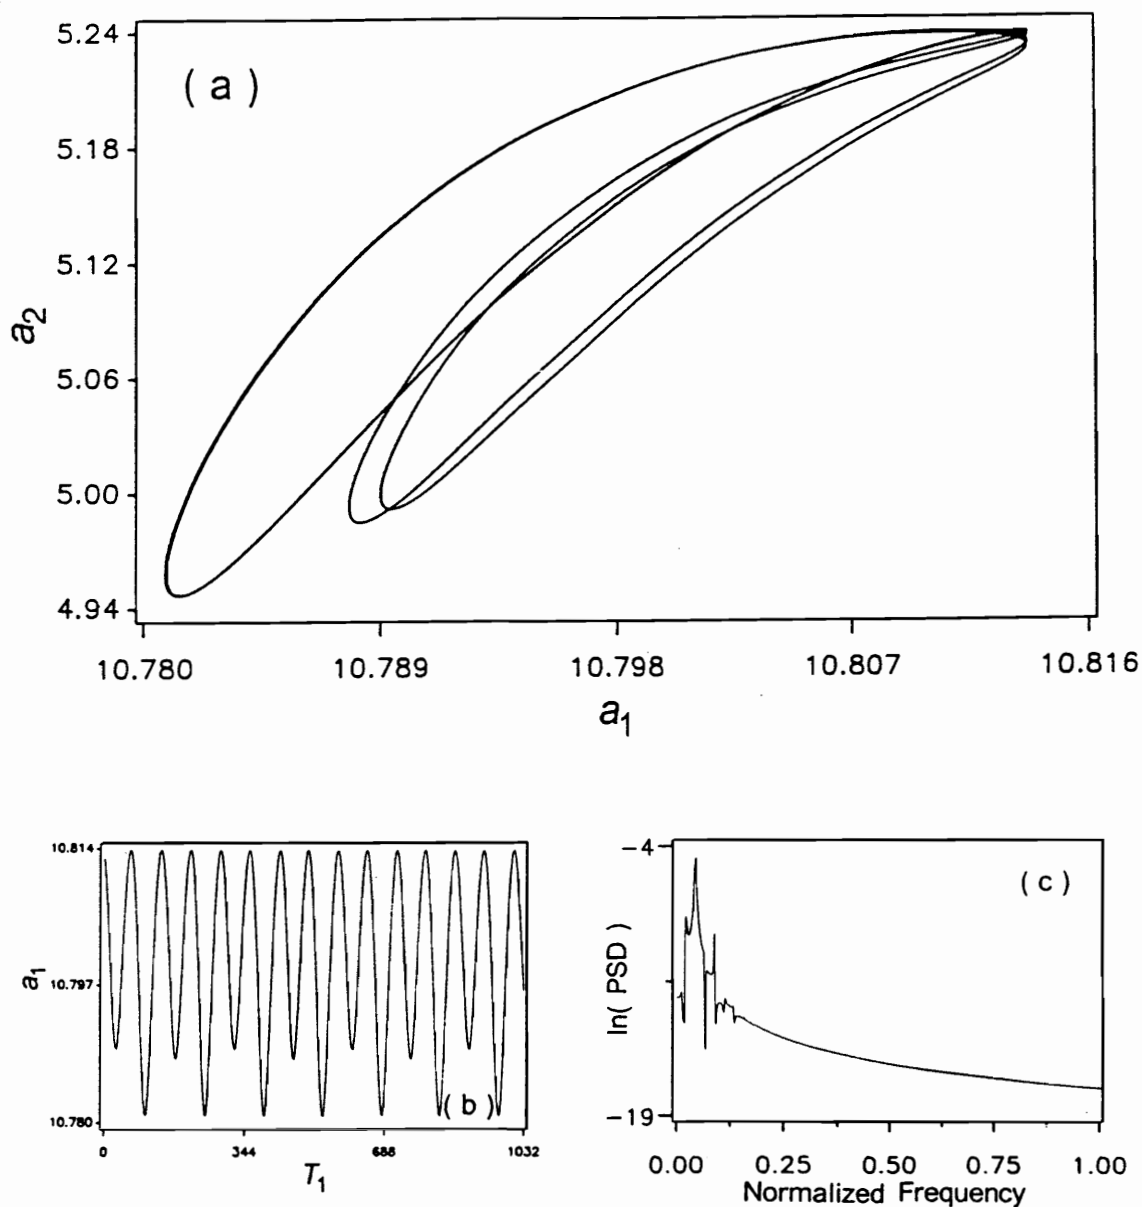 5.24
( a )
5.18
5.12
a2
5.06
5.00
4.94
10.780 10.789 10.798 10.807 10.816
a1
10.814
a1
10.797
10.780
( b )
0 344 688 1032
T1
-4
( c )
ln( PSD )
-19
0.00 0.25 0.50 0.75 1.00
Normalized Frequency